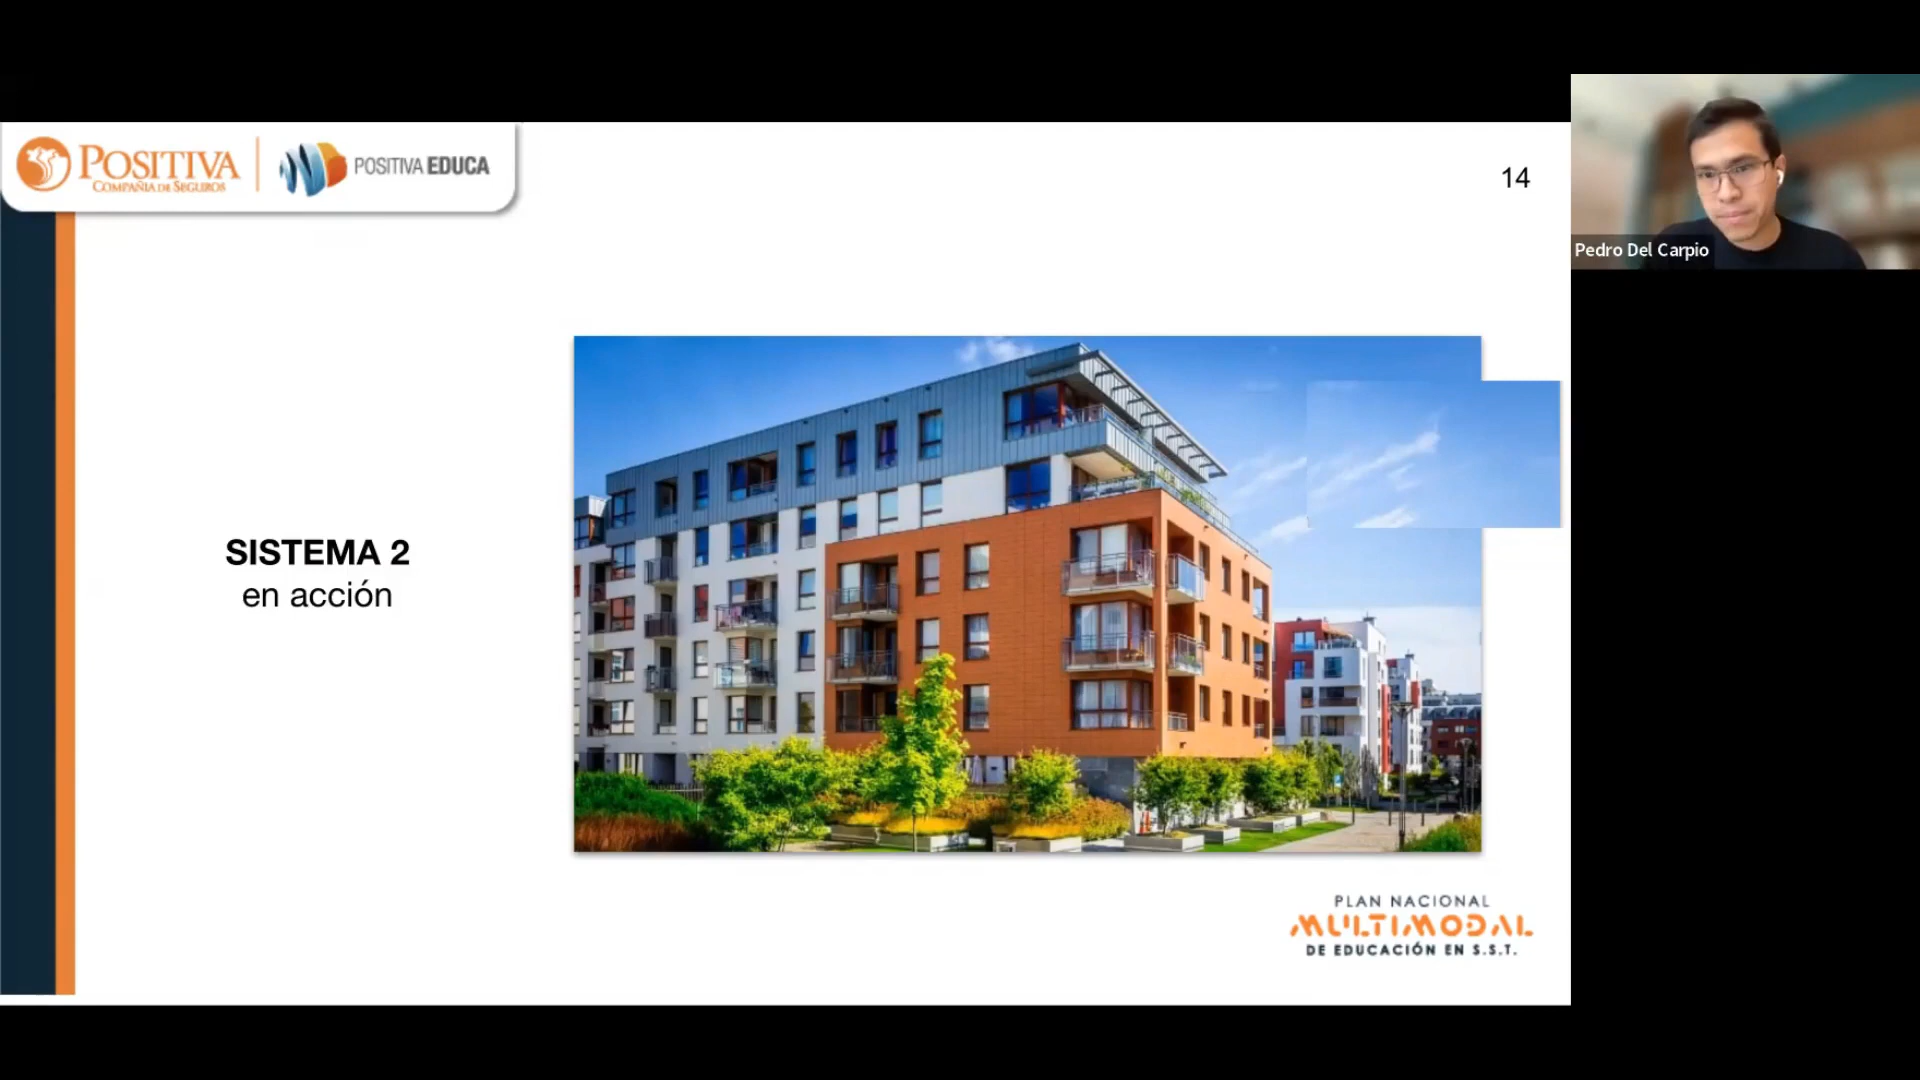 POSITIVA
COMPAÑIA DE SEGUROS
POSITIVA EDUCA
14
Pedro Del Carpio
SISTEMA 2
en acción
PLAN NACIONAL
MULTIMODAL
DE EDUCACIÓN EN S.S.T.